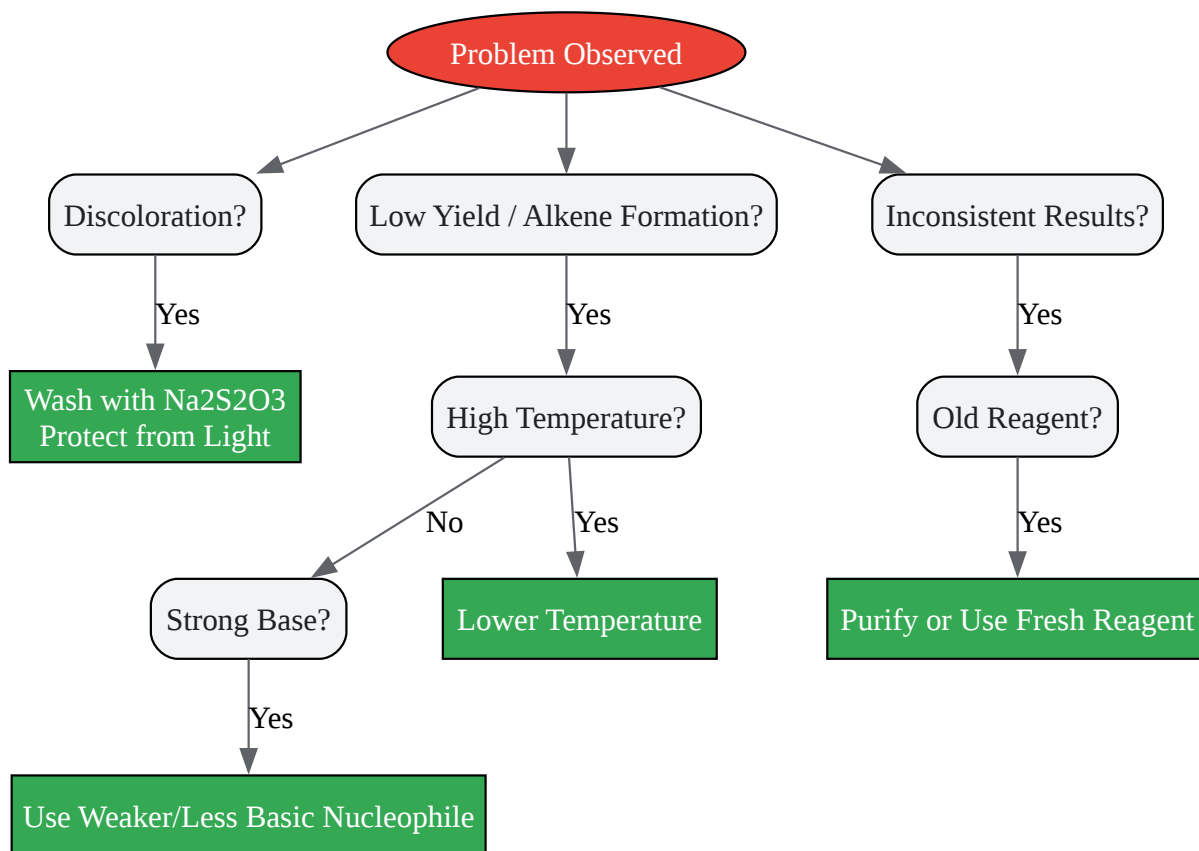 Problem Observed
Discoloration?
Low Yield / Alkene Formation?
Inconsistent Results?
Yes
Yes
Yes
Wash with Na2S2O3
Protect from Light
High Temperature?
Old Reagent?
No
Yes
Yes
Strong Base?
Lower Temperature
Purify or Use Fresh Reagent
Yes
Use Weaker/Less Basic Nucleophile